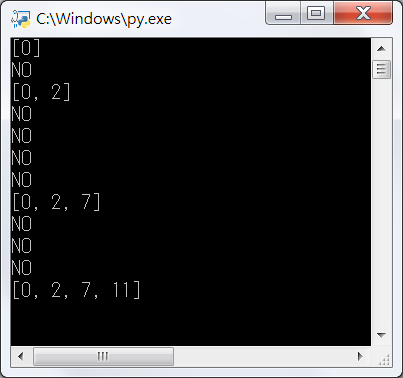 C:\Windows\py.exe
[0]
NO
[0, 2]
NO
NO
NO
NO
[0, 2, 7]
NO
NO
NO
[0, 2, 7, 11]